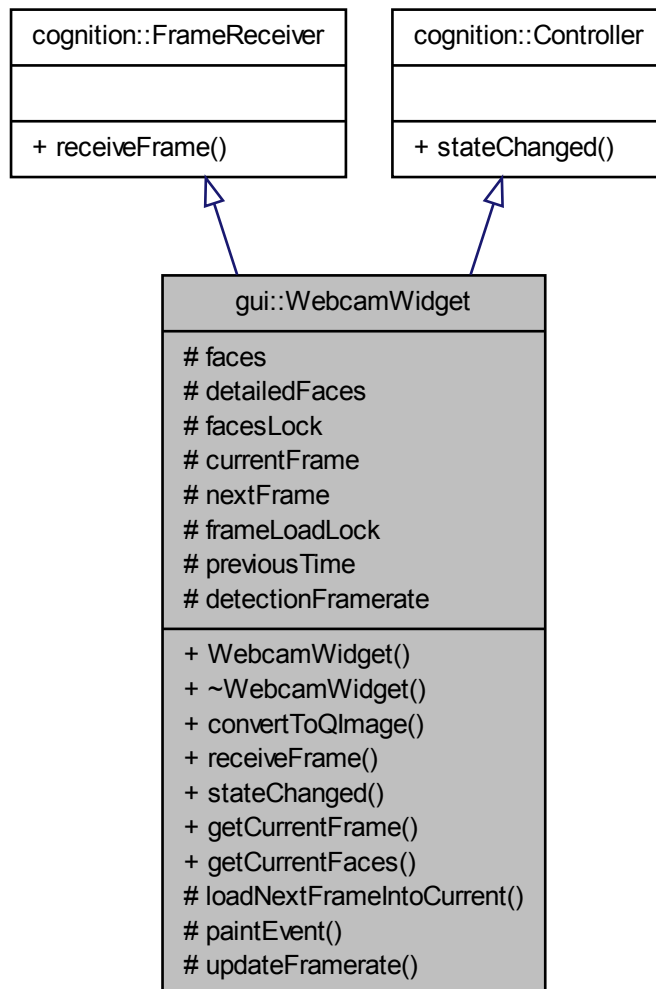 cognition::FrameReceiver
+ receiveFrame()
cognition::Controller
+ stateChanged()
gui::WebcamWidget
# faces
# detailedFaces
# facesLock
# currentFrame
# nextFrame
# frameLoadLock
# previousTime
# detectionFramerate
+ WebcamWidget()
+ ~WebcamWidget()
+ convertToQImage()
+ receiveFrame()
+ stateChanged()
+ getCurrentFrame()
+ getCurrentFaces()
# loadNextFrameIntoCurrent()
# paintEvent()
# updateFramerate()